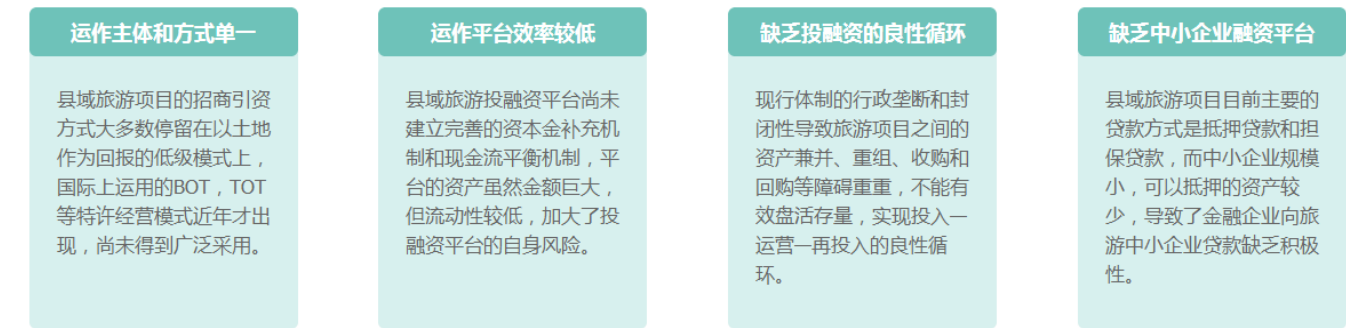 运作主体和方式单一
县域旅游项目的招商引资
方式大多数停留在以土地
作为回报的低级模式上，
国际上运用的BOT，TOT
等特许经营模式近年才出
现，尚未得到广泛采用。
运作平台效率较低
县域旅游投融资平台尚未
建立完善的资本金补充机
制和现金流平衡机制，平
台的资产虽然金额巨大，
但流动性较低，加大了投
融资平台的自身风险。
缺乏投融资的良性循环
现行体制的行政垄断和封
闭性导致旅游项目之间的
资产兼并、重组、收购和
回购等障碍重重，不能有
效盘活存量，实现投入—
运营—再投入的良性循
环。
缺乏中小企业融资平台
县域旅游项目目前主要的
贷款方式是抵押贷款和担
保贷款，而中小企业规模
小，可以抵押的资产较
少，导致了金融企业向旅
游中小企业贷款缺乏积极
性。